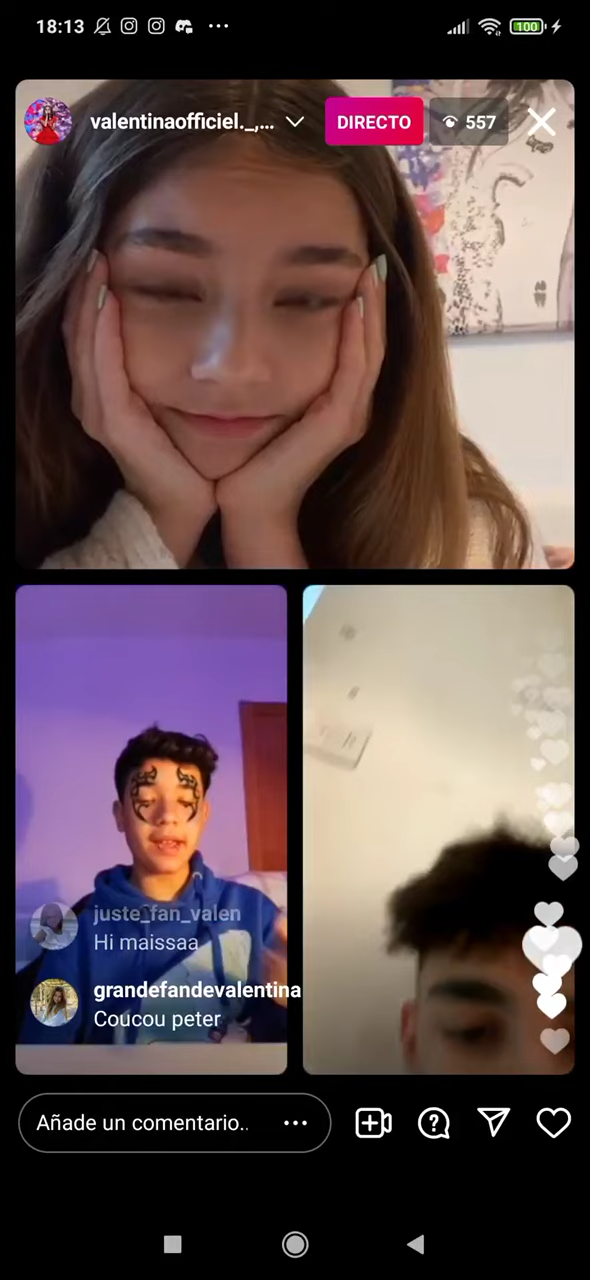 18:13
100
valentinaofficiel._,...
DIRECTO
557
juste_fan_valen
Hi maissaa
grandefandevalentina
Coucou peter
Añade un comentario..